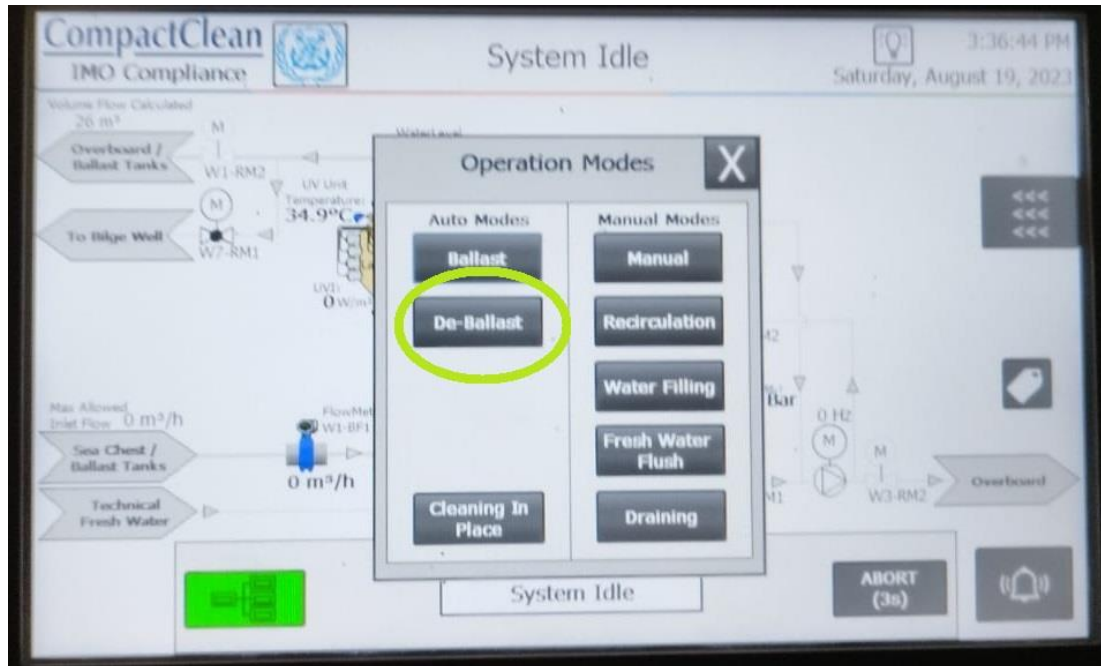 CompactClean
IMO Compliance
System Idle
3:36:44 PM
Saturday, August 19, 2023
Volume Flow Calculated
26 m³
M
Overboard /
Ballast Tanks
W1-RM2
WaterLevel
UV Unit
Temperature:
34.9°C
M
To Bilge Well
W7-RM1
UVI:
0 W/m²
Operation Modes
X
Auto Modes
Manual Modes
Ballast
Manual
De-Ballast
Recirculation
Water Filling
Fresh Water
Flush
Cleaning In
Place
Draining
<<<
<<<
<<<
Bar
0 Hz
M
M
W3-RM2
Overboard
Max Allowed
Inlet Flow 0 m³/h
Sea Chest /
Ballast Tanks
FlowMet
W1-BF1
0 m³/h
Technical
Fresh Water
System Idle
ABORT
(3s)